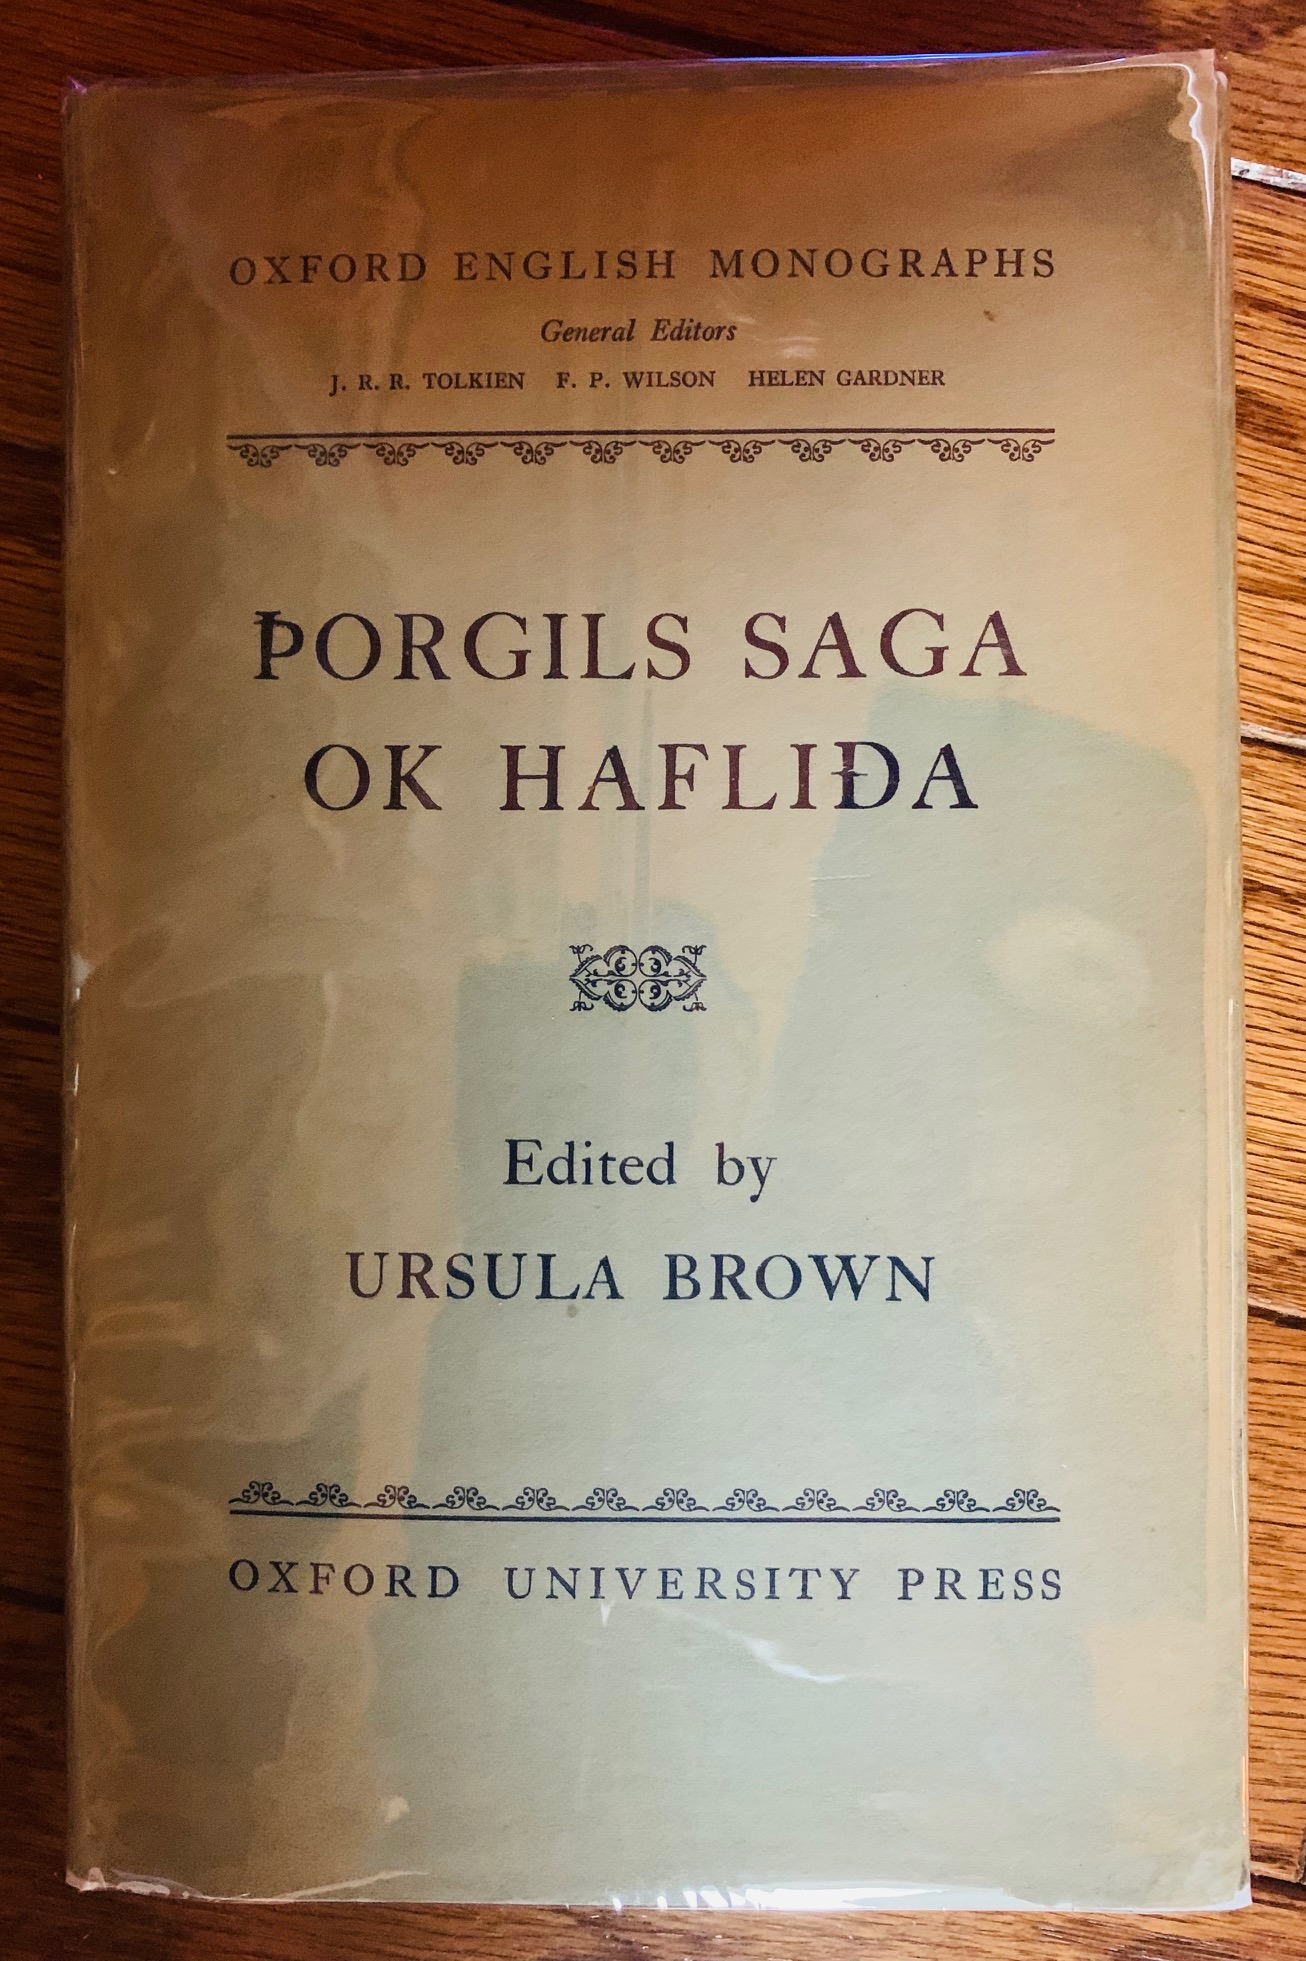 OXFORD ENGLISH MONOGRAPHS
General Editors
J. R. R. TOLKIEN F. P. WILSON HELEN GARDNER
ÞORGILS SAGA
OK HAFLIÐA
Edited by
URSULA BROWN
OXFORD UNIVERSITY PRESS